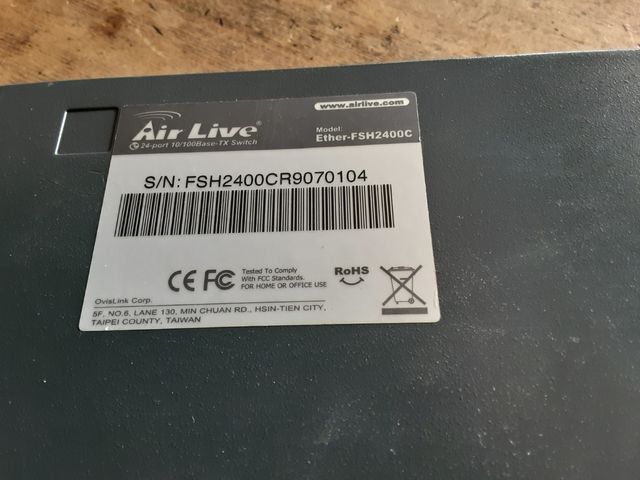 www.airlive.com
Air Live®
24-port 10/100Base-TX Switch
Model:
Ether-FSH2400C
S/N: FSH2400CR9070104
CE FC
Tested To Comply
With FCC Standards.
FOR HOME OR OFFICE USE
RoHS
OvisLink Corp.
5F, NO.6, LANE 130, MIN CHUAN RD., HSIN-TIEN CITY,
TAIPEI COUNTY, TAIWAN